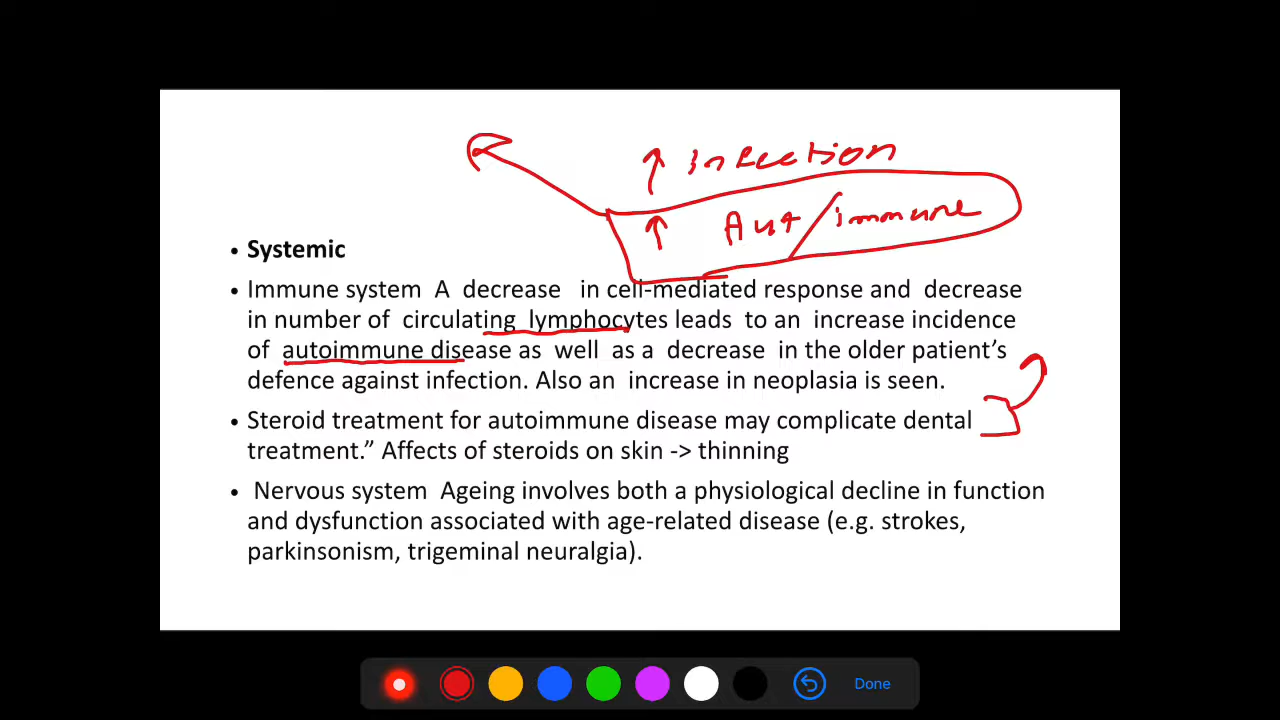 ↑ infection
↑ Aut/immune
• Systemic
• Immune system A decrease in cell-mediated response and decrease
in number of circulating lymphocytes leads to an increase incidence
of autoimmune disease as well as a decrease in the older patient's
defence against infection. Also an increase in neoplasia is seen.
• Steroid treatment for autoimmune disease may complicate dental
treatment.” Affects of steroids on skin -> thinning
• Nervous system Ageing involves both a physiological decline in function
and dysfunction associated with age-related disease (e.g. strokes,
parkinsonism, trigeminal neuralgia).
Done